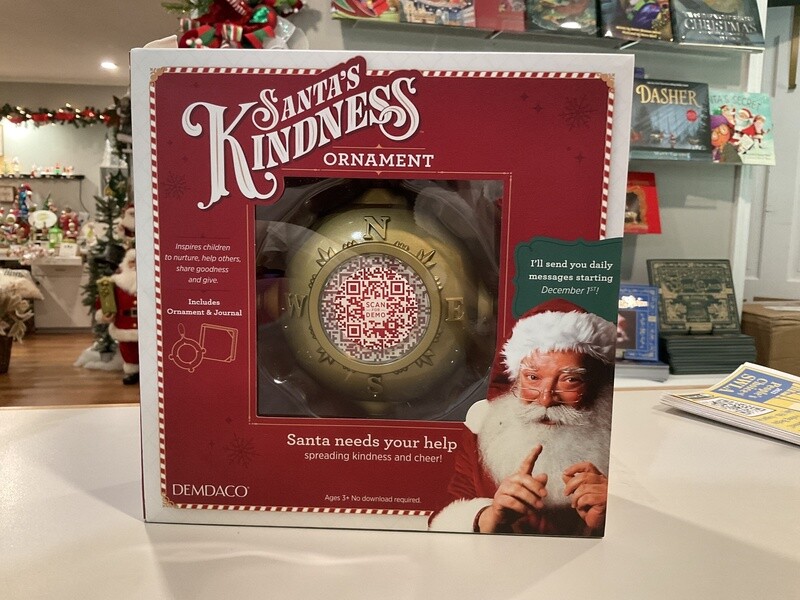 SANTA'S
KINDNESS™
ORNAMENT
Inspires children
to nurture, help others,
share goodness
and give.
Includes
Ornament & Journal
N
W
E
S
SCAN
FOR
DEMO
I'll send you daily
messages starting
December 1ST!
Santa needs your help
spreading kindness and cheer!
DEMDACO®
Ages 3+ No download required.
CHRISTMAS
DASHER